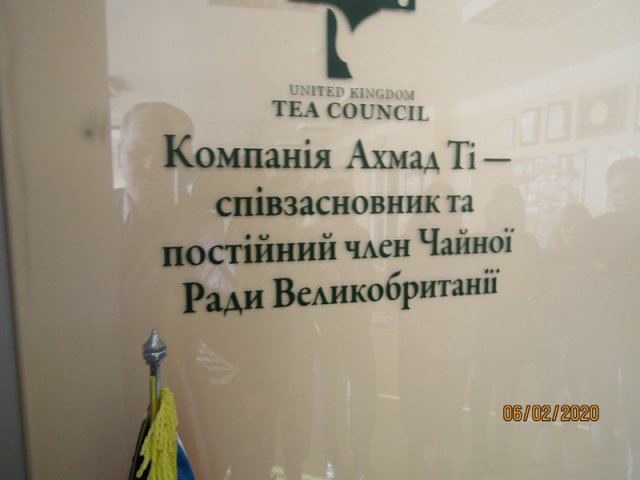 UNITED KINGDOM
TEA COUNCIL
Компанія Ахмад Ті —
співзасновник та
постійний член Чайної
Ради Великобританії
06/02/2020